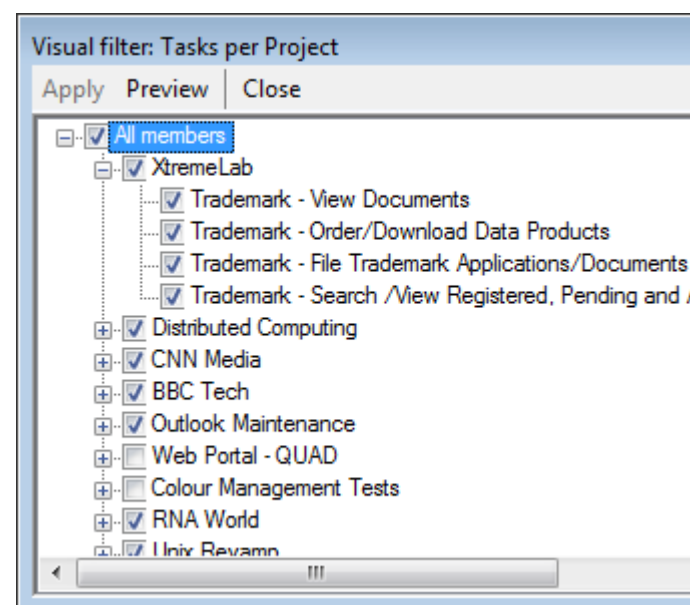 Visual filter: Tasks per Project
Apply Preview Close
All members
XtremeLab
Trademark - View Documents
Trademark - Order/Download Data Products
Trademark - File Trademark Applications/Documents
Trademark - Search /View Registered, Pending and
Distributed Computing
CNN Media
BBC Tech
Outlook Maintenance
Web Portal - QUAD
Colour Management Tests
RNA World
Unix Revamp